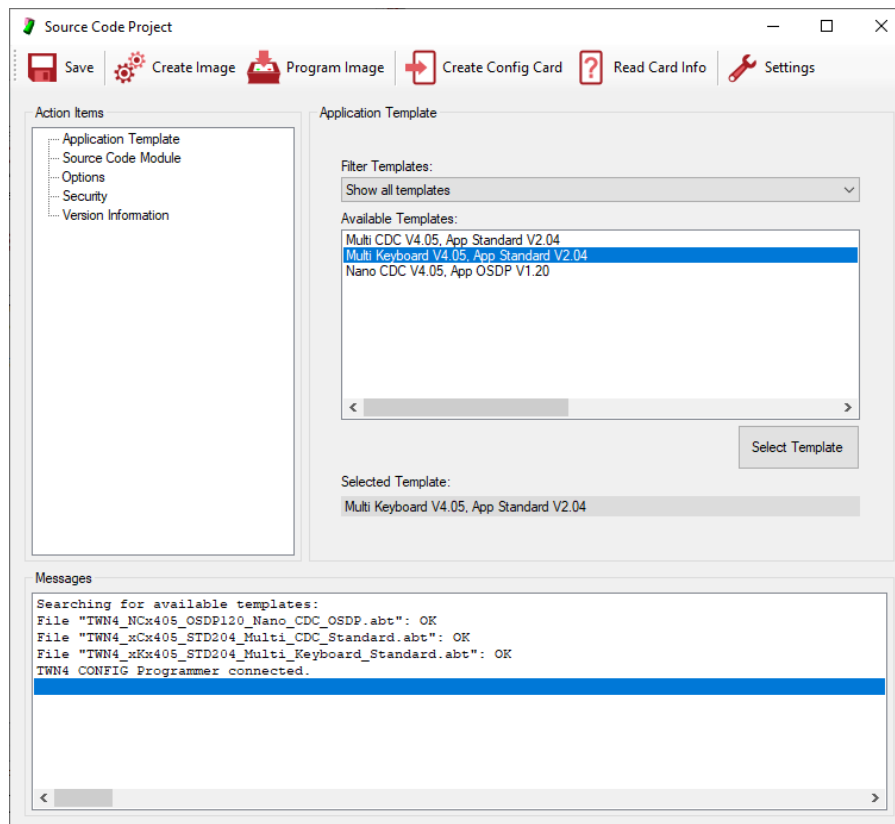 Source Code Project
Save Create Image Program Image Create Config Card Read Card Info Settings
Action Items
Application Template
Source Code Module
Options
Security
Version Information
Application Template
Filter Templates:
Show all templates
Available Templates:
Multi CDC V4.05, App Standard V2.04
Multi Keyboard V4.05, App Standard V2.04
Nano CDC V4.05, App OSDP V1.20
Select Template
Selected Template:
Multi Keyboard V4.05, App Standard V2.04
Messages
Searching for available templates:
File "TWN4_NCx405_OSDP120_Nano_CDC_OSDP.abt": OK
File "TWN4_xCx405_STD204_Multi_CDC_Standard.abt": OK
File "TWN4_xKx405_STD204_Multi_Keyboard_Standard.abt": OK
TWN4 CONFIG Programmer connected.